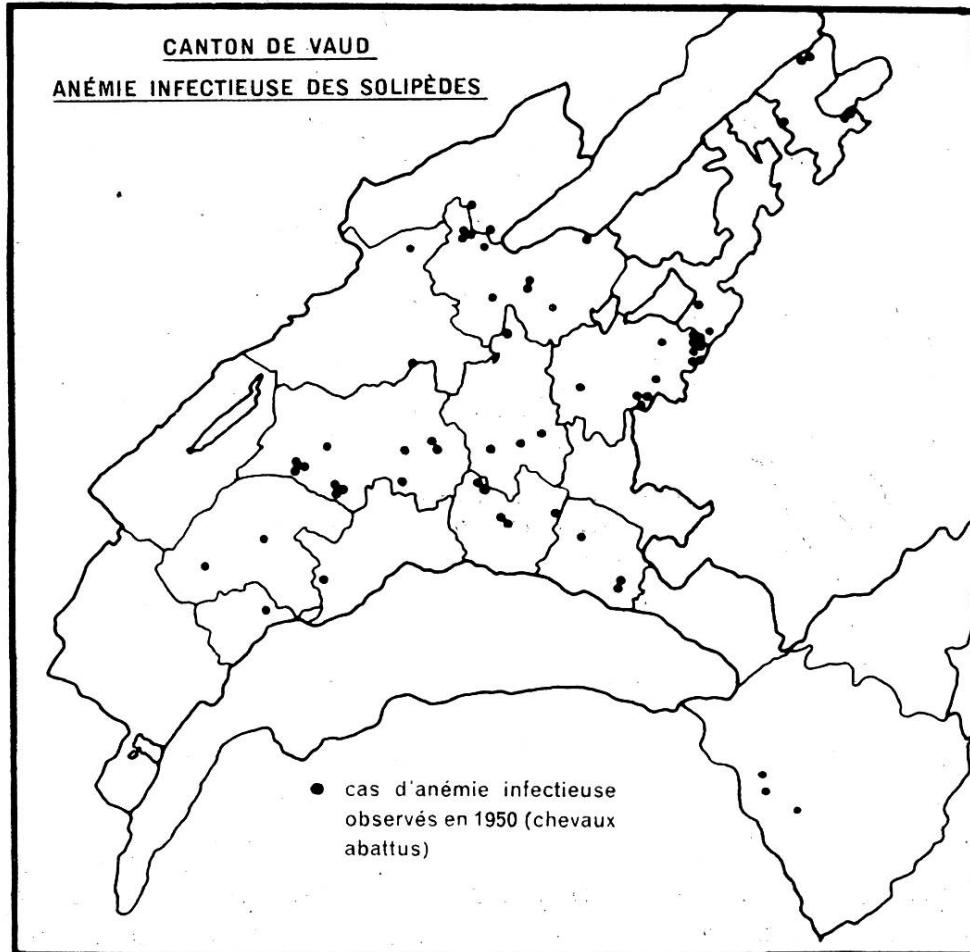 CANTON DE VAUD
ANÉMIE INFECTIEUSE DES SOLIPÈDES
cas d'anémie infectieuse
observés en 1950 (chevaux
abattus)